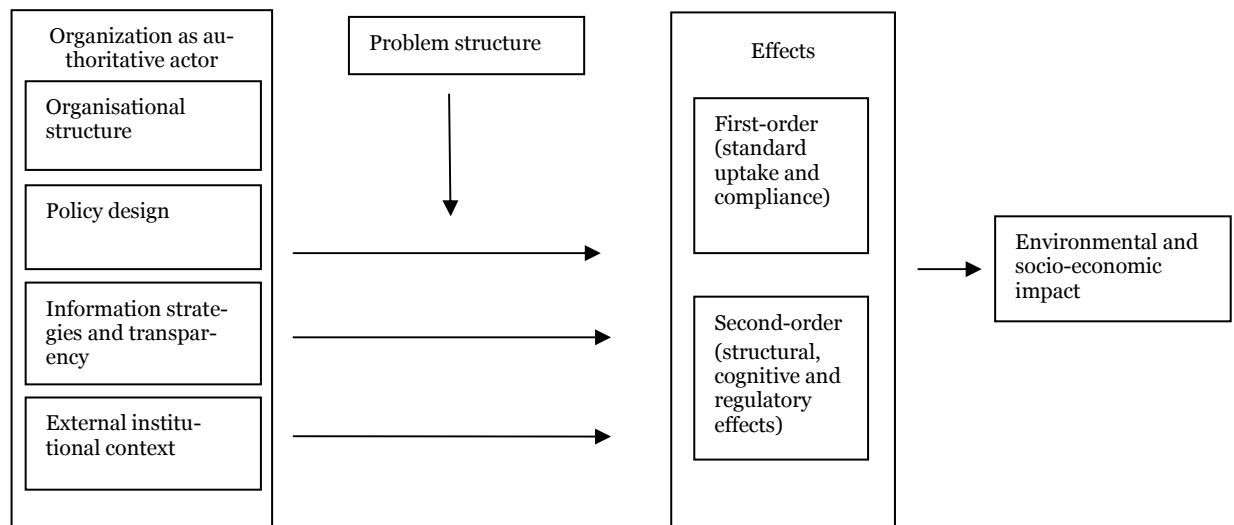 Organization as au-
thoritative actor
Organisational
structure
Policy design
Information strate-
gies and transpar-
ency
External institu-
tional context
Problem structure
Effects
First-order
(standard
uptake and
compliance)
Second-order
(structural,
cognitive and
regulatory
effects)
Environmental and
socio-economic
impact